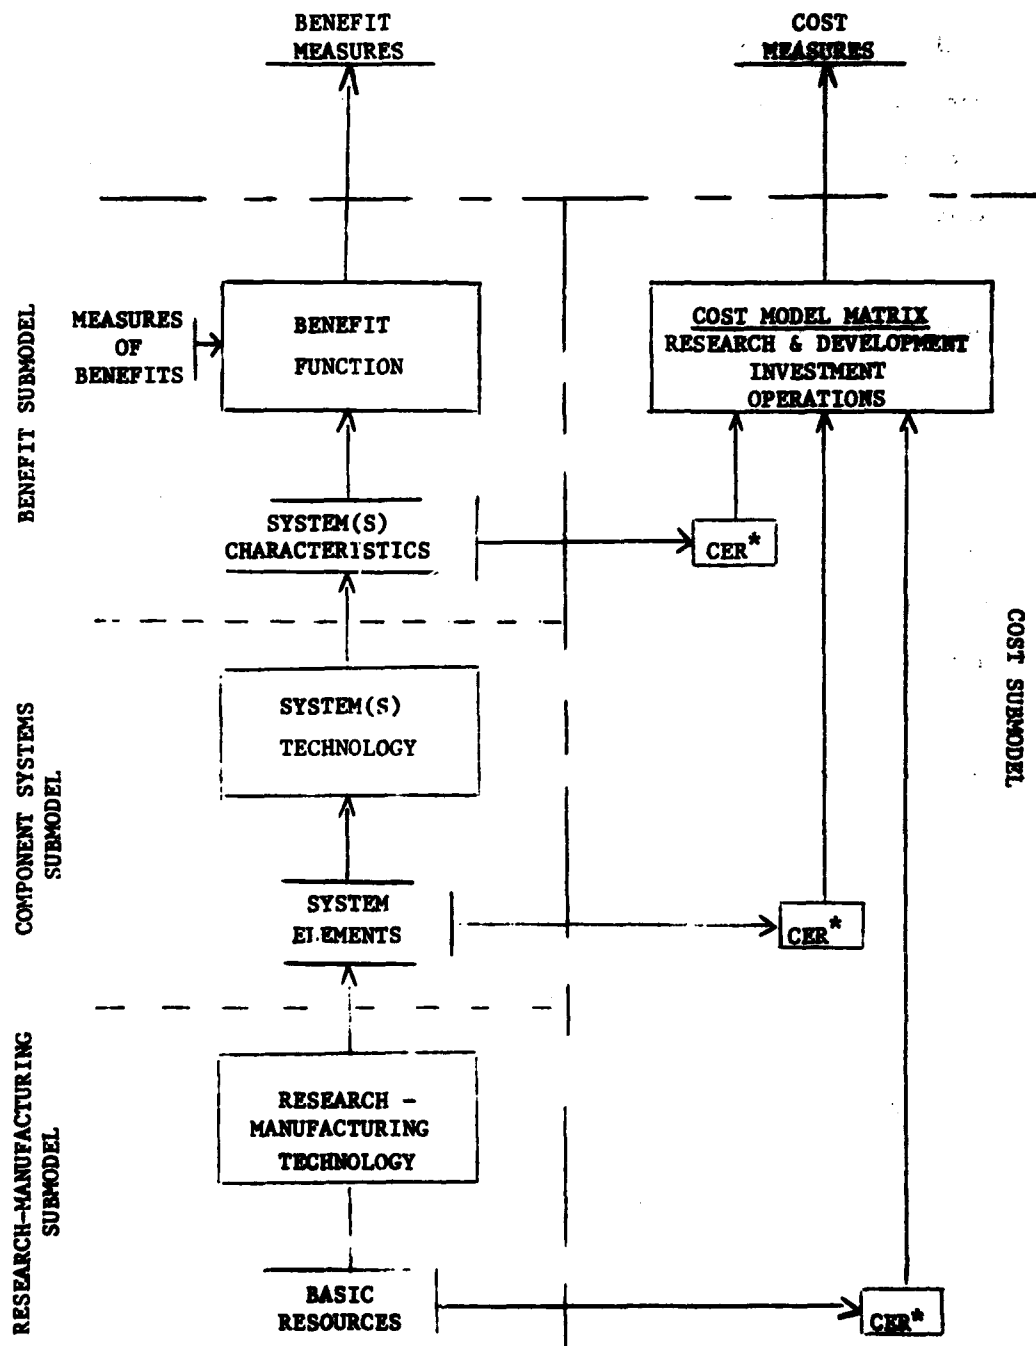 BENEFIT
MEASURES
COST
MEASURES
BENEFIT SUBMODEL
MEASURES
OF
BENEFITS
BENEFIT
FUNCTION
COST MODEL MATRIX
RESEARCH & DEVELOPMENT
INVESTMENT
OPERATIONS
SYSTEM(S)
CHARACTERISTICS
CER*
COST SUBMODEL
COMPONENT SYSTEMS
SUBMODEL
SYSTEM(S)
TECHNOLOGY
SYSTEM
ELEMENTS
CER*
RESEARCH-MANUFACTURING
SUBMODEL
RESEARCH -
MANUFACTURING
TECHNOLOGY
BASIC
RESOURCES
CER*